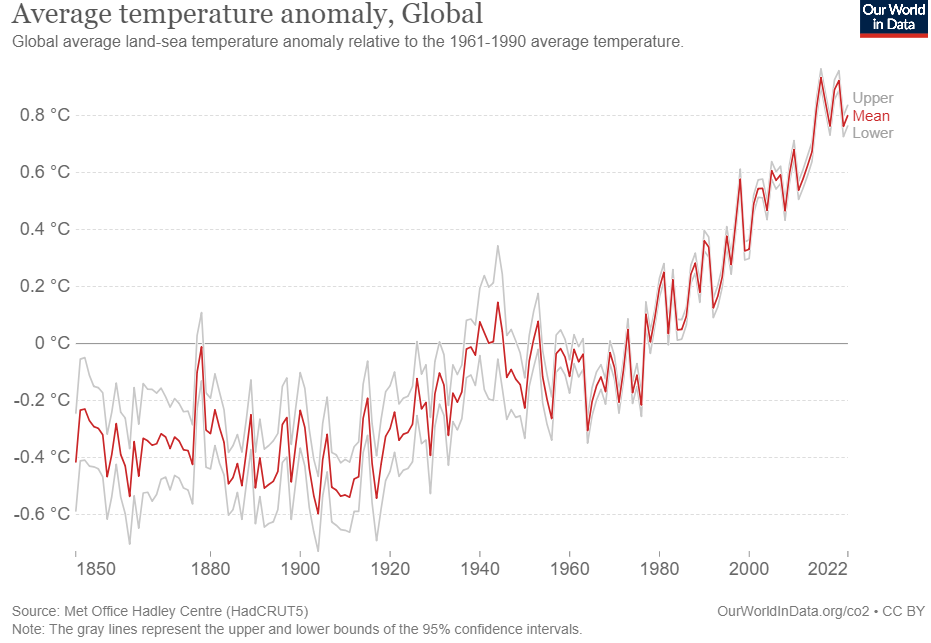 Average temperature anomaly, Global
Our World
in Data
Global average land-sea temperature anomaly relative to the 1961-1990 average temperature.
Upper
0.8 °C
Mean
Lower
0.6 °C
0.4 °C
0.2 °C
0 °C
-0.2 °C
-0.4 °C
-0.6 °C
1850 1880 1900 1920 1940 1960 1980 2000 2022
Source: Met Office Hadley Centre (HadCRUT5)
OurWorldInData.org/co2 • CC BY
Note: The gray lines represent the upper and lower bounds of the 95% confidence intervals.